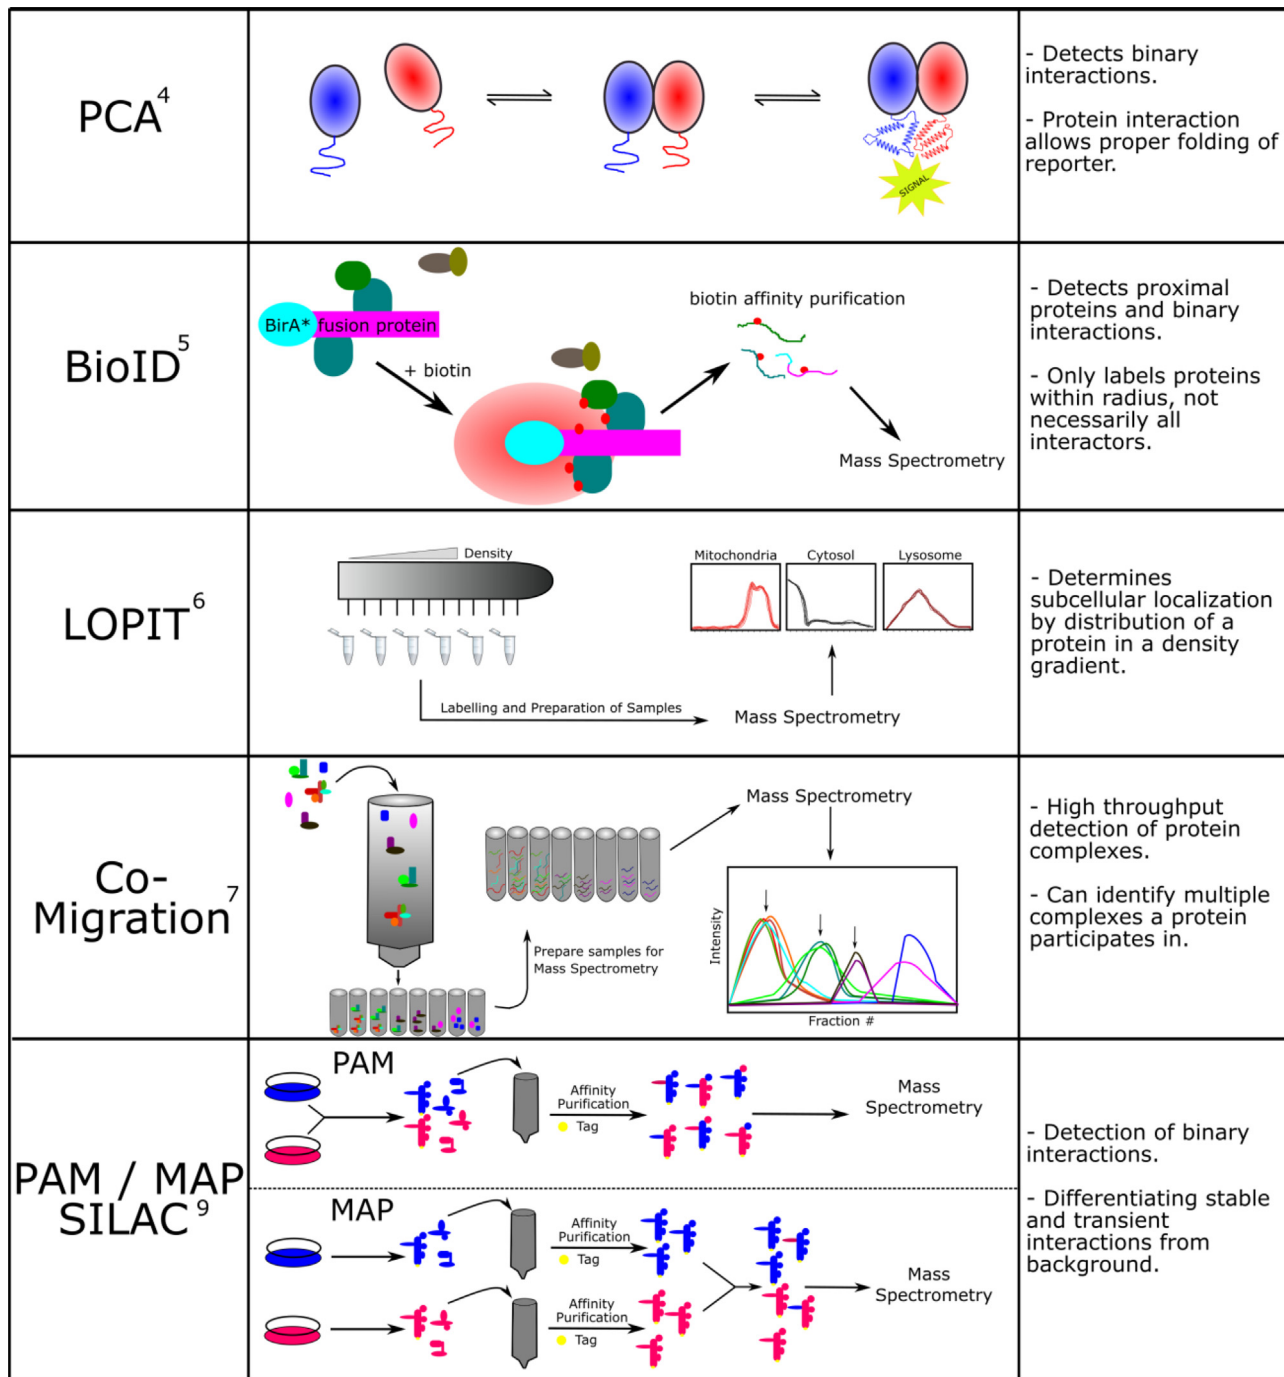 PCA4
SIGNAL
- Detects binary
interactions.
- Protein interaction
allows proper folding of
reporter.
BioID5
BirA* fusion protein
+ biotin
biotin affinity purification
Mass Spectrometry
- Detects proximal
proteins and binary
interactions.
- Only labels proteins
within radius, not
necessarily all
interactors.
LOPIT6
Density
Labelling and Preparation of Samples
Mass Spectrometry
Mitochondria
Cytosol
Lysosome
- Determines
subcellular localization
by distribution of a
protein in a density
gradient.
Co-
Migration7
Prepare samples for
Mass Spectrometry
Mass Spectrometry
Intensity
Fraction #
- High throughput
detection of protein
complexes.
- Can identify multiple
complexes a protein
participates in.
PAM / MAP
SILAC9
PAM
Affinity
Purification
Tag
Mass
Spectrometry
MAP
Affinity
Purification
Tag
Affinity
Purification
Tag
Mass
Spectrometry
- Detection of binary
interactions.
- Differentiating stable
and transient
interactions from
background.